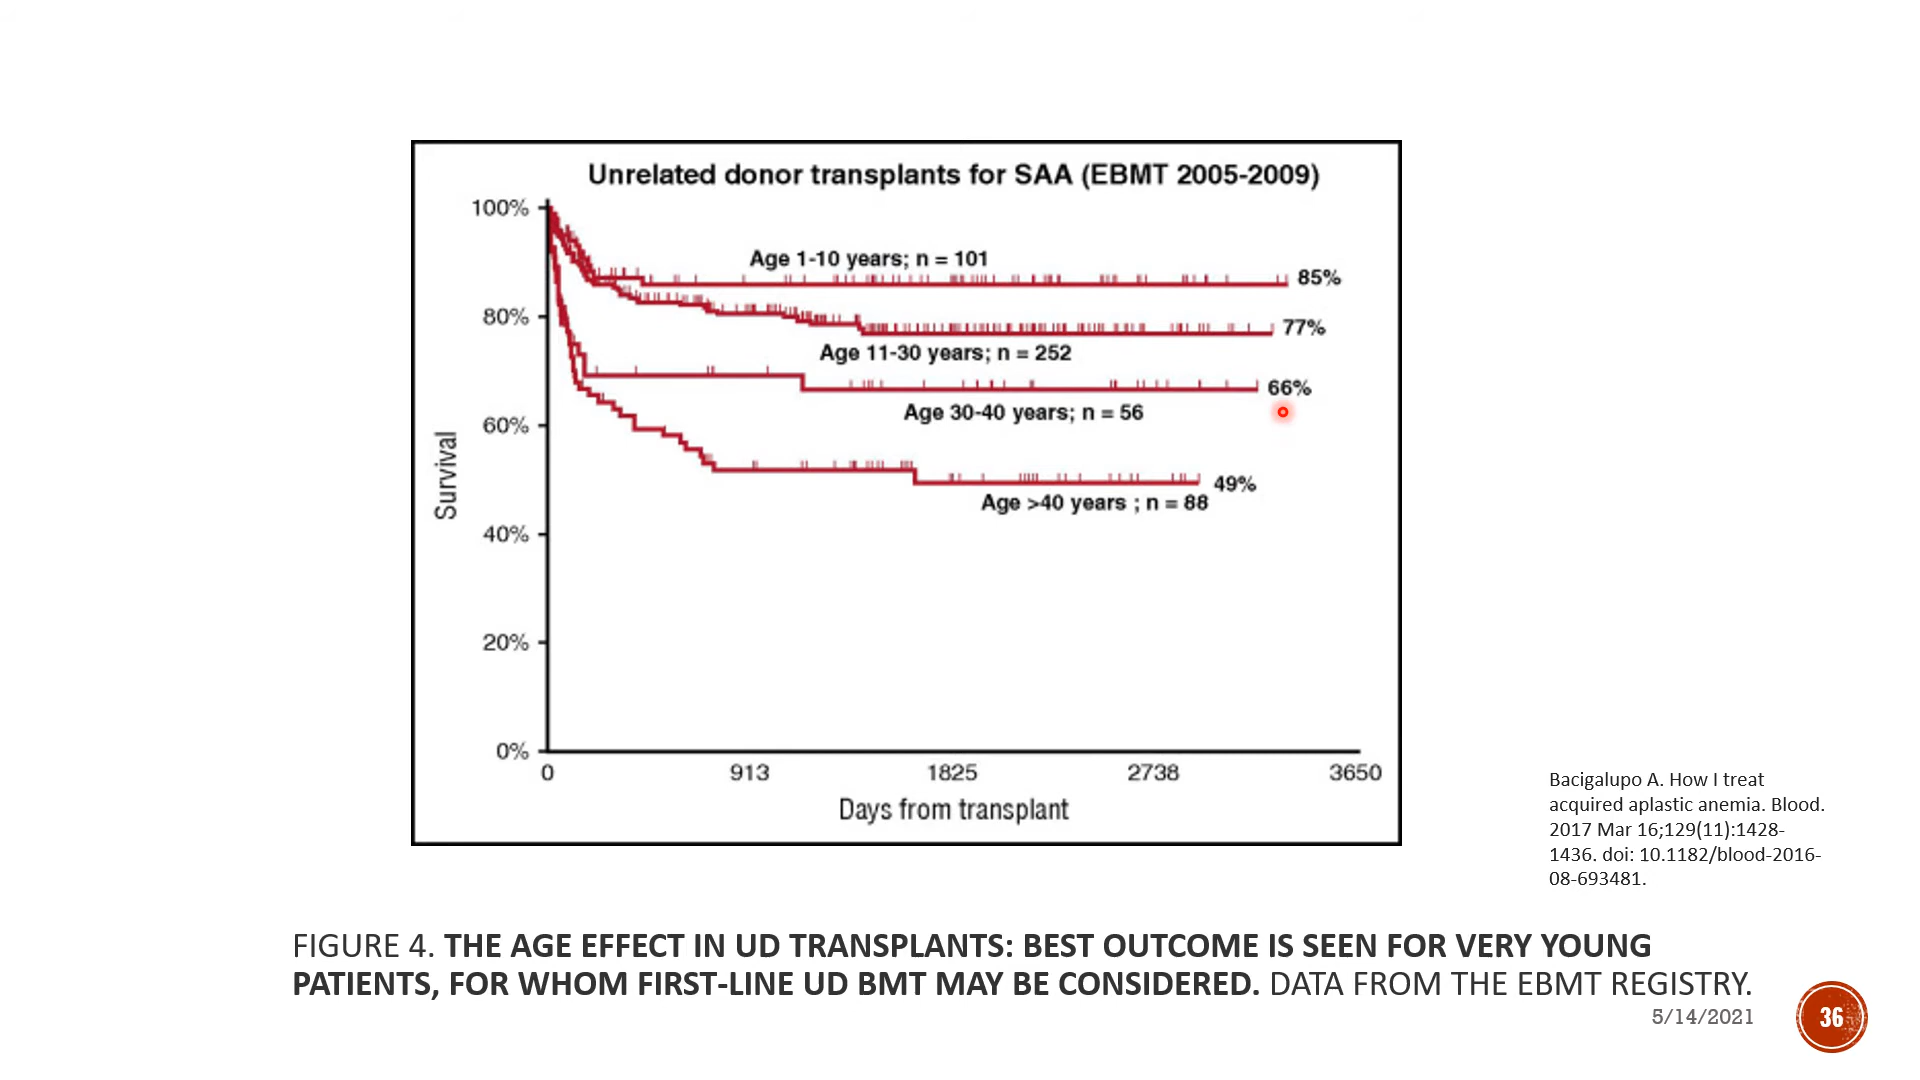 Unrelated donor transplants for SAA (EBMT 2005-2009)
100%
80%
60%
40%
20%
0%
Survival
Age 1-10 years; n = 101
85%
77%
Age 11-30 years; n = 252
66%
Age 30-40 years; n = 56
49%
Age >40 years ; n = 88
0 913 1825 2738 3650
Days from transplant
Bacigalupo A. How I treat
acquired aplastic anemia. Blood.
2017 Mar 16;129(11):1428-
1436. doi: 10.1182/blood-2016-
08-693481.
FIGURE 4. THE AGE EFFECT IN UD TRANSPLANTS: BEST OUTCOME IS SEEN FOR VERY YOUNG
PATIENTS, FOR WHOM FIRST-LINE UD BMT MAY BE CONSIDERED. DATA FROM THE EBMT REGISTRY.
5/14/2021
36